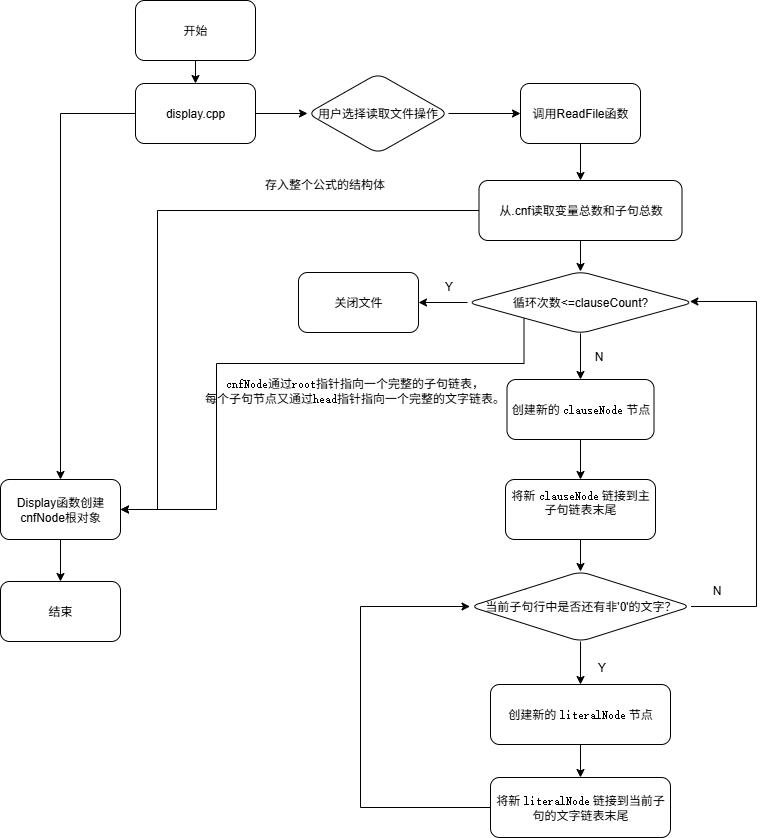 开始
display.cpp
用户选择读取文件操作
调用ReadFile函数
存入整个公式的结构体
从.cnf读取变量总数和子句总数
关闭文件
Y
循环次数<=clauseCount?
N
cnfNode通过root指针指向一个完整的子句链表，
每个子句节点又通过head指针指向一个完整的文字链表。
创建新的 clauseNode 节点
Display函数创建
cnfNode根对象
将新 clauseNode 链接到主
子句链表末尾
结束
当前子句行中是否还有非'0'的文字?
N
Y
创建新的 literalNode 节点
将新 literalNode 链接到当前子
句的文字链表末尾